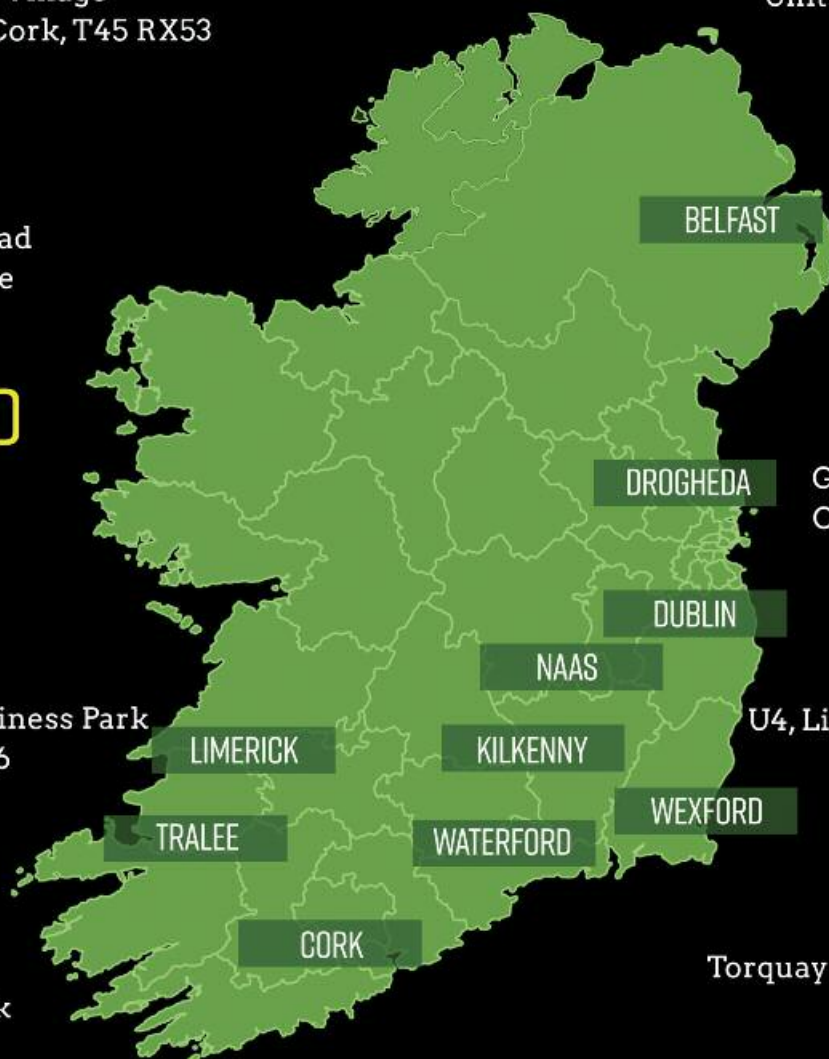 Cork, T45 RX53
BELFAST
ad
e
DROGHEDA
DUBLIN
NAAS
iness Park
6
U4, Li
LIMERICK
KILKENNY
WEXFORD
TRALEE
WATERFORD
CORK
Torquay
k